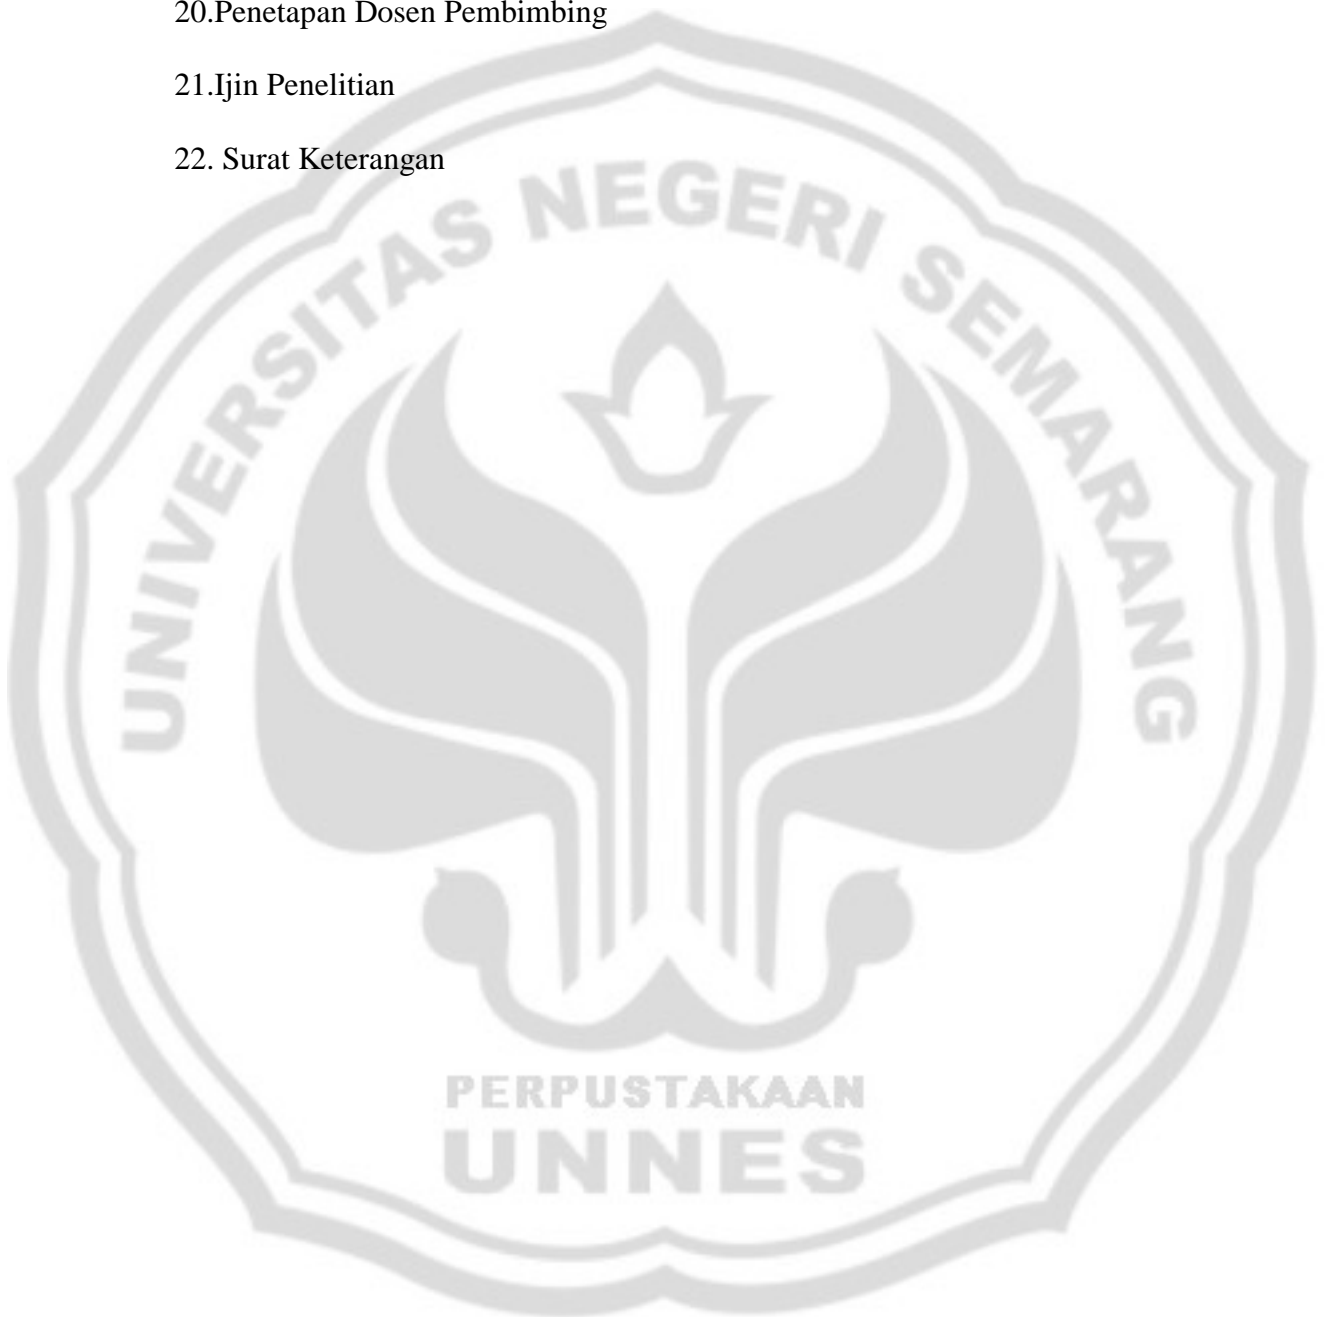 20.Penetapan Dosen Pembimbing
21.Ijin Penelitian
22. Surat Keterangan
UNIVERSITAS NEGERI SEMARANG
PERPUSTAKAAN
UNNES